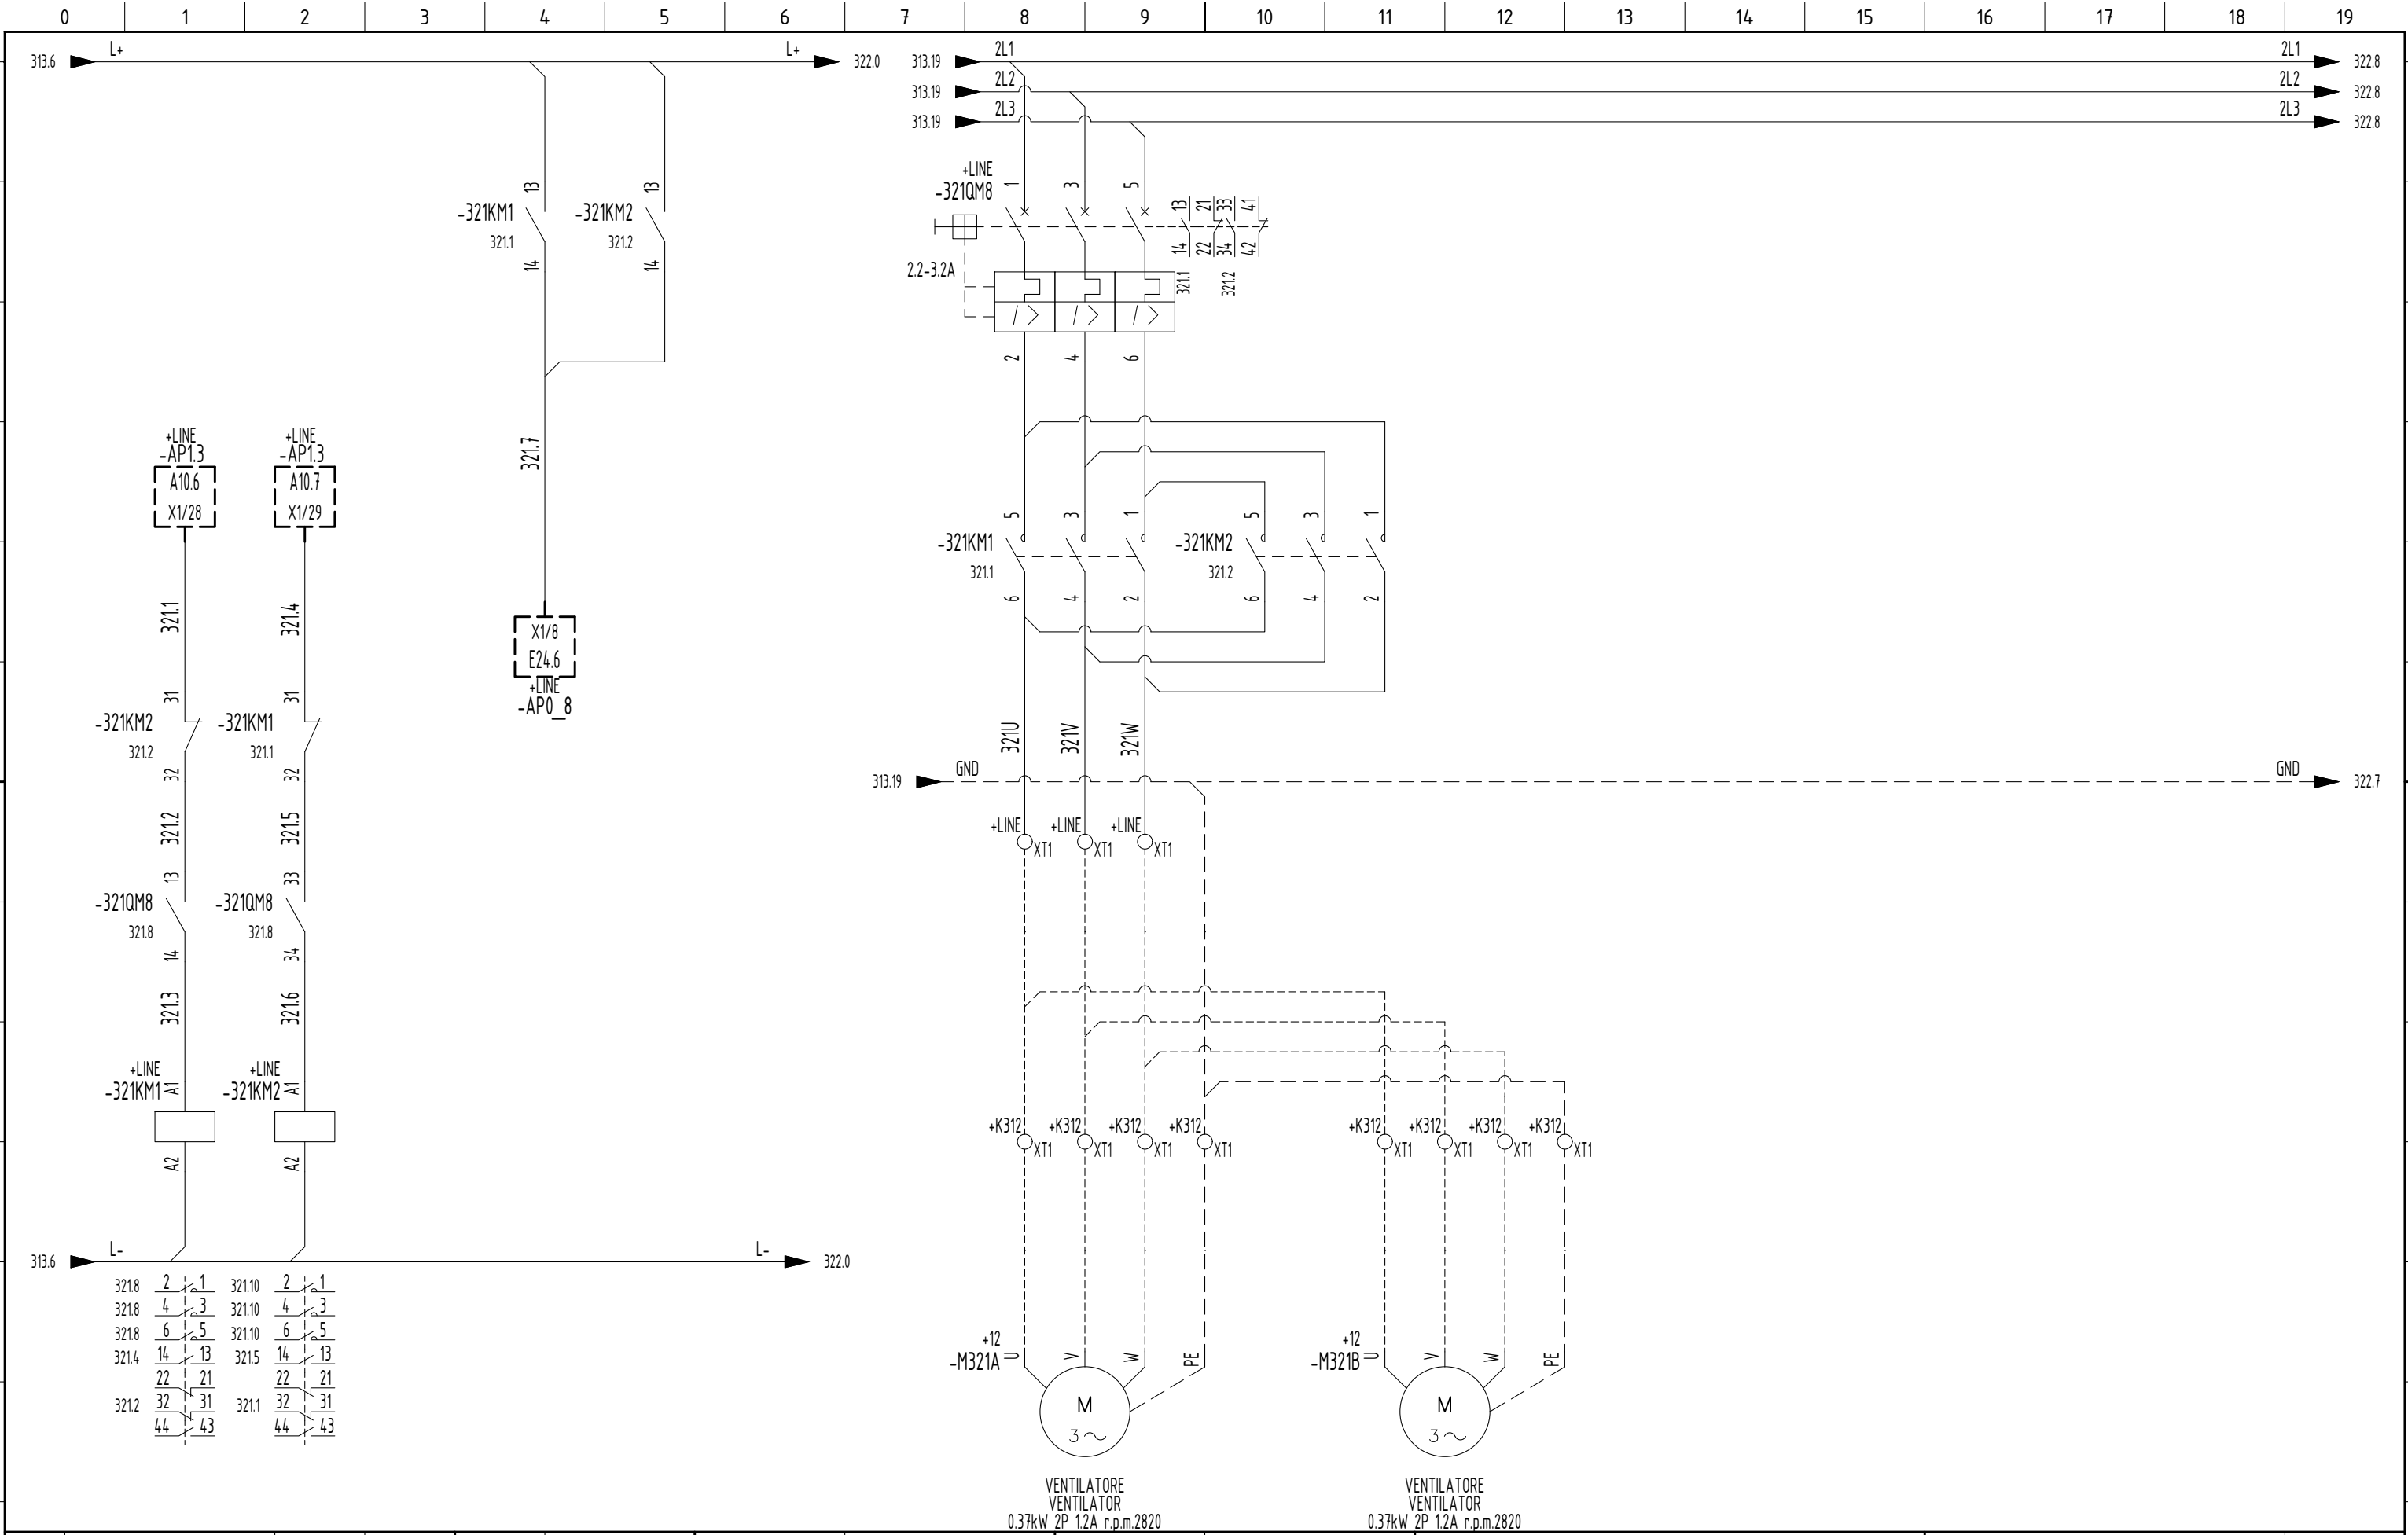 0 1 2 3 4 5 6 7 8 9 10 11 12 13 14 15 16 17 18 19
313.6 L+ L+ 322.0
313.19 2L1 2L1 322.8
313.19 2L2 2L2 322.8
313.19 2L3 2L3 322.8
13 13
-321KM1 -321KM2
321.1 321.2
14 14
+LINE
-321QM8 1 3 5
13 21 33 41
14 22 34 42
2.2-3.2A
321.1 321.2
2 4 6
+LINE +LINE
-AP1.3 -AP1.3
A10.6 A10.7
X1/28 X1/29
321.7
5 3 1 5 3 1
-321KM1 -321KM2
321.1 321.2
6 4 2 6 4 2
321.1 321.4
X1/8
E24.6
+LINE
-AP0_8
31 31
-321KM2 -321KM1
321.2 321.1
32 32
321U 321V 321W
313.19 GND GND 322.7
321.2 321.5
+LINE +LINE +LINE
XT1 XT1 XT1
13 33
-321QM8 -321QM8
321.8 321.8
14 34
321.3 321.6
+LINE +LINE
-321KM1 A1 -321KM2 A1
A2 A2
+K312 +K312 +K312 +K312 +K312 +K312 +K312 +K312
XT1 XT1 XT1 XT1 XT1 XT1 XT1 XT1
313.6 L- L- 322.0
321.8 2 1 321.10 2 1
321.8 4 3 321.10 4 3
321.8 6 5 321.10 6 5
321.4 14 13 321.5 14 13
22 21 22 21
321.2 32 31 321.1 32 31
44 43 44 43
+12 +12
-M321A U V W PE -M321B U V W PE
M M
3~ 3~
VENTILATORE VENTILATORE
VENTILATOR VENTILATOR
0.37kW 2P 1.2A r.p.m.2820 0.37kW 2P 1.2A r.p.m.2820